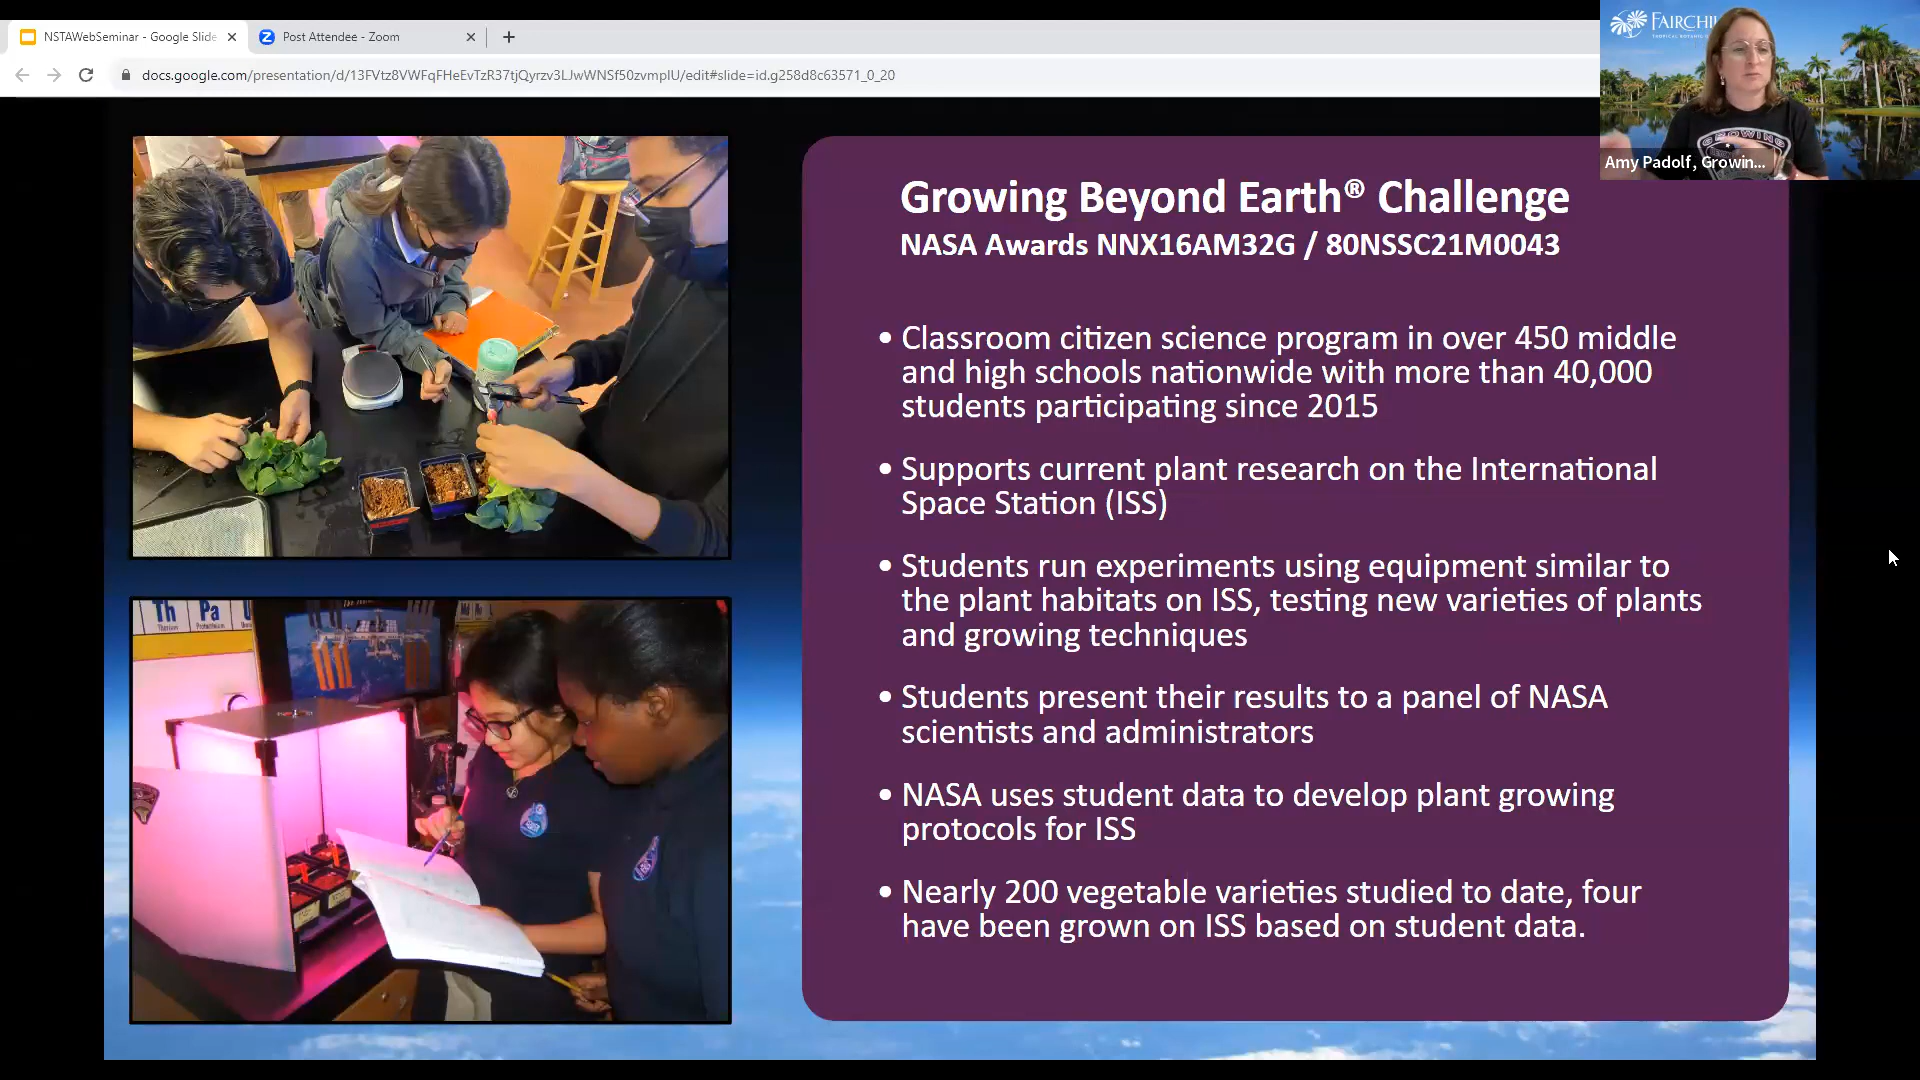 NSTAWebSeminar - Google Slide
Post Attendee - Zoom
docs.google.com/presentation/d/13FVtz8VWFqFHeEvTzR37tjQyrzv3LJwWNSf50zvmpIU/edit#slide=id.g258d8c63571_0_20
FAIRCHI
Amy Padolf, Growin...
GROWING
Growing Beyond Earth® Challenge
NASA Awards NNX16AM32G / 80NSSC21M0043
• Classroom citizen science program in over 450 middle
and high schools nationwide with more than 40,000
students participating since 2015
• Supports current plant research on the International
Space Station (ISS)
• Students run experiments using equipment similar to
the plant habitats on ISS, testing new varieties of plants
and growing techniques
• Students present their results to a panel of NASA
scientists and administrators
• NASA uses student data to develop plant growing
protocols for ISS
• Nearly 200 vegetable varieties studied to date, four
have been grown on ISS based on student data.
Th Pa U
Thorium Protactinium